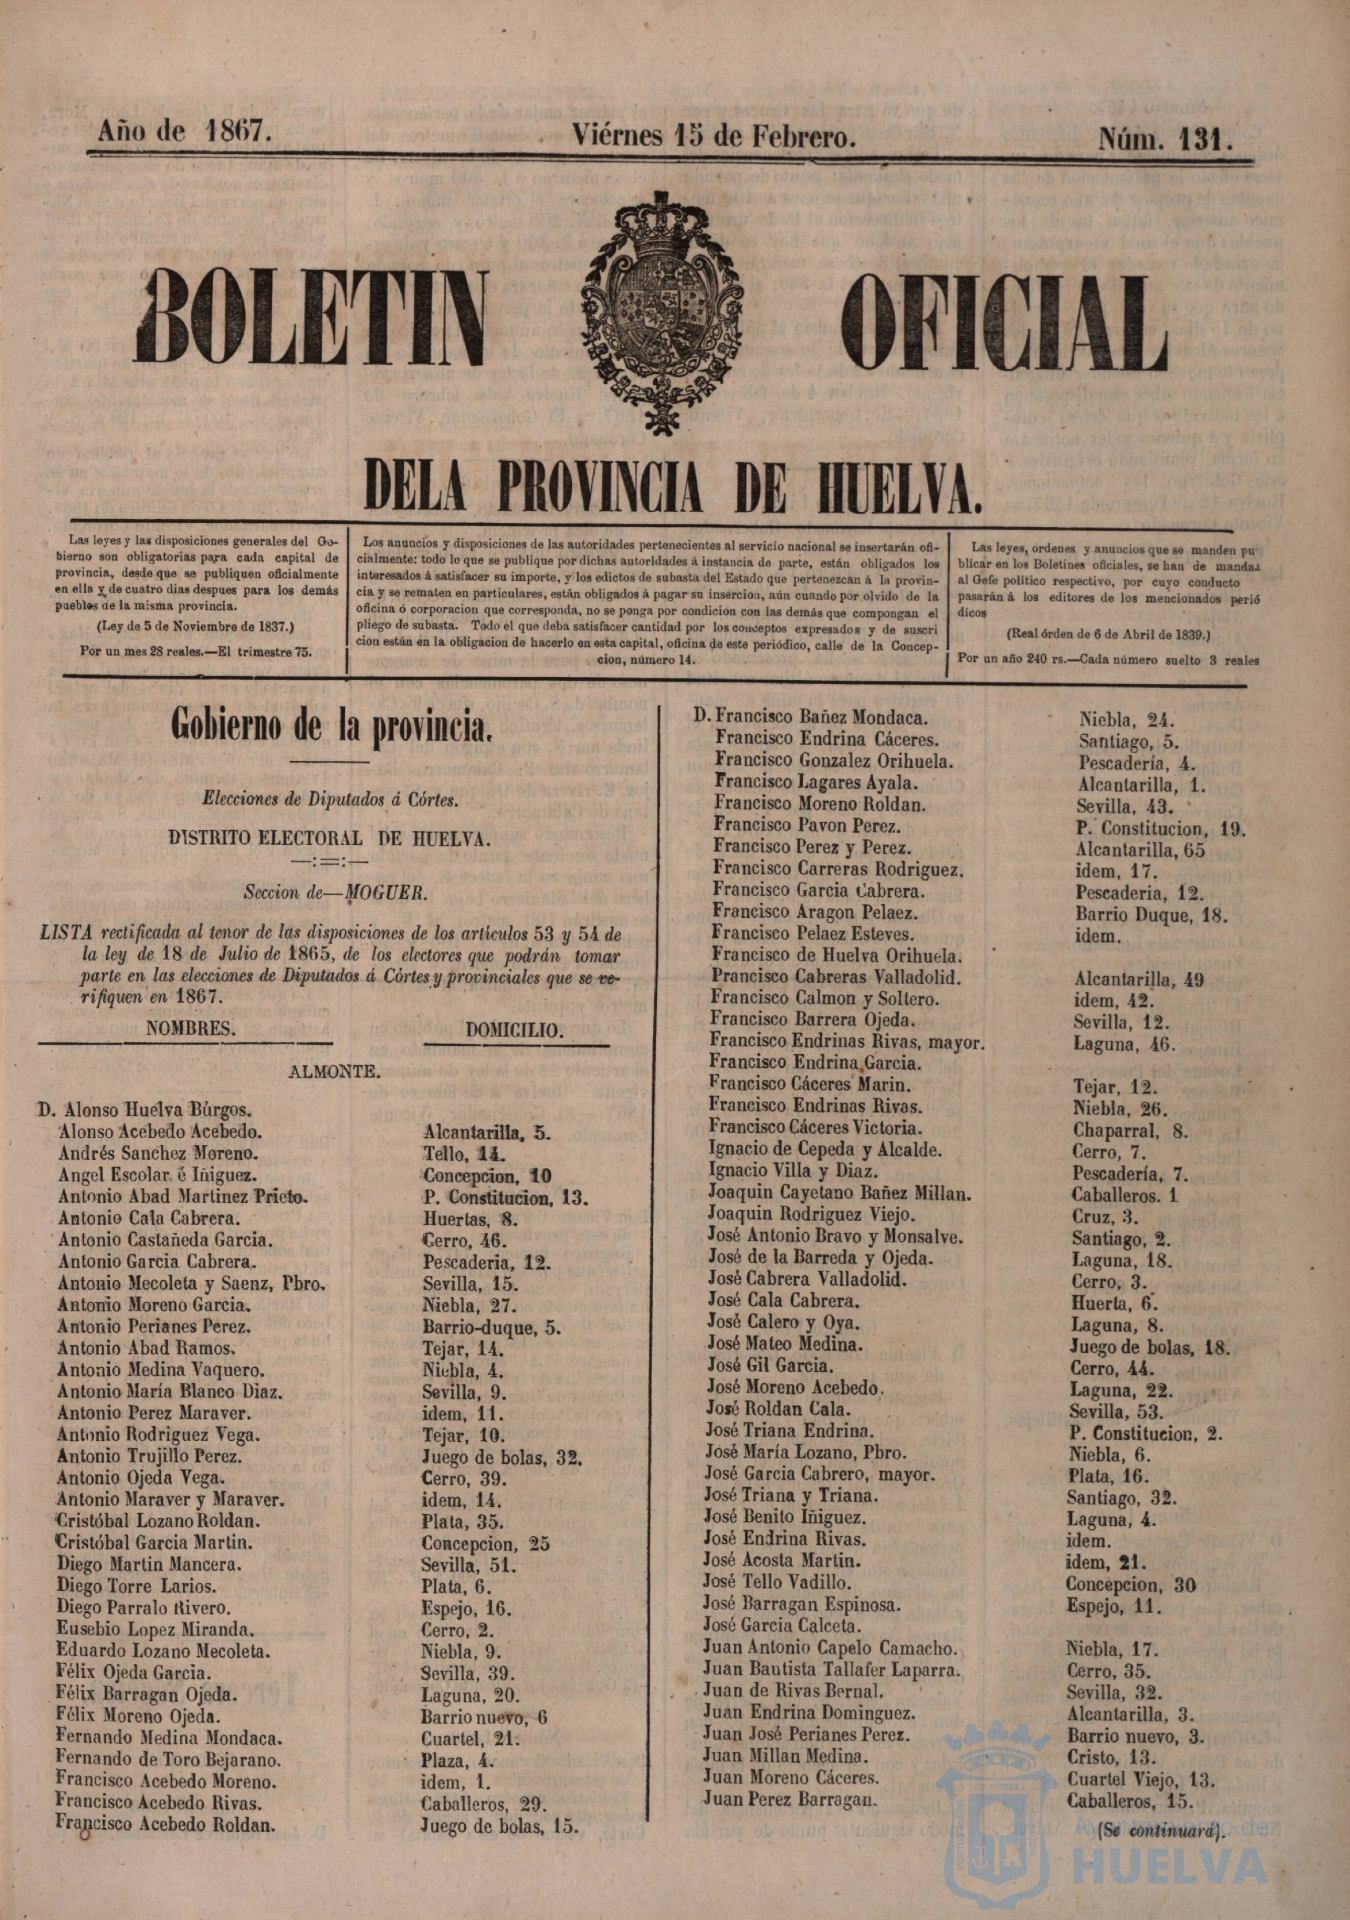 Año de 1867.
Viérnes 15 de Febrero.
Núm. 131.
BOLETIN OFICIAL
DELA PROVINCIA DE HUELVA.
Las leyes y las disposiciones generales del Go-
bierno son obligatorias para cada capital de
provincia, desde que se publiquen oficialmente
en ella y de cuatro dias despues para los demás
pueblos de la misma provincia.
(Ley de 5 de Noviembre de 1837.)
Por un mes 28 reales.—El trimestre 75.
Los anuncios y disposiciones de las autoridades pertenecientes al servicio nacional se insertarán ofi-
cialmente: todo lo que se publique por dichas autoridades á instancia de parte, están obligados los
interesados á satisfacer su importe, y los edictos de subasta del Estado que pertenezcan á la provin-
cia y se rematen en particulares, están obligados á pagar su insercion, aún cuando por olvido de la
oficina ó corporacion que corresponda, no se ponga por condicion con las demás que compongan el
pliego de subasta. Todo el que deba satisfacer cantidad por los conceptos expresados y de suscri
cion están en la obligacion de hacerlo en esta capital, oficina de este periódico, calle de la Concep-
cion, número 14.
Las leyes, órdenes y anuncios que se manden pu
blicar en los Boletines oficiales, se han de mandar
al Gefe político respectivo, por cuyo conducto
pasarán á los editores de los mencionados perió
dicos
(Real órden de 6 de Abril de 1839.)
Por un año 240 rs.—Cada número suelto 3 reales
Gobierno de la provincia.
Elecciones de Diputados á Córtes.
DISTRITO ELECTORAL DE HUELVA.
—:=:—
Seccion de—MOGUER.
LISTA rectificada al tenor de las disposiciones de los artículos 53 y 54 de
la ley de 18 de Julio de 1865, de los electores que podrán tomar
parte en las elecciones de Diputados á Córtes y provinciales que se ve-
rifiquen en 1867.
NOMBRES. DOMICILIO.
ALMONTE.
D. Alonso Huelva Búrgos.
Alonso Acebedo Acebedo. Alcantarilla, 5.
Andrés Sanchez Moreno. Tello, 14.
Angel Escolar é Iñiguez. Concepcion, 10
Antonio Abad Martinez Prieto. P. Constitucion, 13.
Antonio Cala Cabrera. Huertas, 8.
Antonio Castañeda Garcia. Cerro, 46.
Antonio Garcia Cabrera. Pescaderia, 12.
Antonio Mecoleta y Saenz, Pbro. Sevilla, 15.
Antonio Moreno Garcia. Niebla, 27.
Antonio Perianes Perez. Barrio-duque, 5.
Antonio Abad Ramos. Tejar, 14.
Antonio Medina Vaquero. Niebla, 4.
Antonio María Blanco Diaz. Sevilla, 9.
Antonio Perez Maraver. idem, 11.
Antonio Rodriguez Vega. Tejar, 10.
Antonio Trujillo Perez. Juego de bolas, 32.
Antonio Ojeda Vega. Cerro, 39.
Antonio Maraver y Maraver. idem, 14.
Cristóbal Lozano Roldan. Plata, 35.
Cristóbal Garcia Martin. Concepcion, 25
Diego Martin Mancera. Sevilla, 51.
Diego Torre Larios. Plata, 6.
Diego Parralo Rivero. Espejo, 16.
Eusebio Lopez Miranda. Cerro, 2.
Eduardo Lozano Mecoleta. Niebla, 9.
Félix Ojeda Garcia. Sevilla, 39.
Félix Barragan Ojeda. Laguna, 20.
Félix Moreno Ojeda. Barrio nuevo, 6
Fernando Medina Mondaca. Cuartel, 21.
Fernando de Toro Bejarano. Plaza, 4.
Francisco Acebedo Moreno. idem, 1.
Francisco Acebedo Rivas. Caballeros, 29.
Francisco Acebedo Roldan. Juego de bolas, 15.
D. Francisco Bañez Mondaca. Niebla, 24.
Francisco Endrina Cáceres. Santiago, 5.
Francisco Gonzalez Orihuela. Pescadería, 4.
Francisco Lagares Ayala. Alcantarilla, 1.
Francisco Moreno Roldan. Sevilla, 43.
Francisco Pavon Perez. P. Constitucion, 19.
Francisco Perez y Perez. Alcantarilla, 65
Francisco Carreras Rodriguez. idem, 17.
Francisco Garcia Cabrera. Pescaderia, 12.
Francisco Aragon Pelaez. Barrio Duque, 18.
Francisco Pelaez Esteves. idem.
Francisco de Huelva Orihuela.
Prancisco Cabreras Valladolid. Alcantarilla, 49
Francisco Calmon y Soltero. idem, 42.
Francisco Barrera Ojeda. Sevilla, 12.
Francisco Endrinas Rivas, mayor. Laguna, 46.
Francisco Endrina Garcia.
Francisco Cáceres Marin. Tejar, 12.
Francisco Endrinas Rivas. Niebla, 26.
Francisco Cáceres Victoria. Chaparral, 8.
Ignacio de Cepeda y Alcalde. Cerro, 7.
Ignacio Villa y Diaz. Pescadería, 7.
Joaquin Cayetano Bañez Millan. Caballeros. 1
Joaquin Rodriguez Viejo. Cruz, 3.
José Antonio Bravo y Monsalve. Santiago, 2.
José de la Barreda y Ojeda. Laguna, 18.
José Cabrera Valladolid. Cerro, 3.
José Cala Cabrera. Huerta, 6.
José Calero y Oya. Laguna, 8.
José Mateo Medina. Juego de bolas, 18.
José Gil Garcia. Cerro, 44.
José Moreno Acebedo. Laguna, 22.
José Roldan Cala. Sevilla, 53.
José Triana Endrina. P. Constitucion, 2.
José María Lozano, Pbro. Niebla, 6.
José Garcia Cabrero, mayor. Plata, 16.
José Triana y Triana. Santiago, 32.
José Benito Iñiguez. Laguna, 4.
José Endrina Rivas. idem.
José Acosta Martin. idem, 21.
José Tello Vadillo. Concepcion, 30
José Barragan Espinosa. Espejo, 11.
José Garcia Calceta.
Juan Antonio Capelo Camacho. Niebla, 17.
Juan Bautista Tallafer Laparra. Cerro, 35.
Juan de Rivas Bernal. Sevilla, 32.
Juan Endrina Dominguez. Alcantarilla, 3.
Juan José Perianes Perez. Barrio nuevo, 3.
Juan Millan Medina. Cristo, 13.
Juan Moreno Cáceres. Cuartel Viejo, 13.
Juan Perez Barragan. Caballeros, 15.
(Se continuará).
Ayuntamiento de
HUELVA